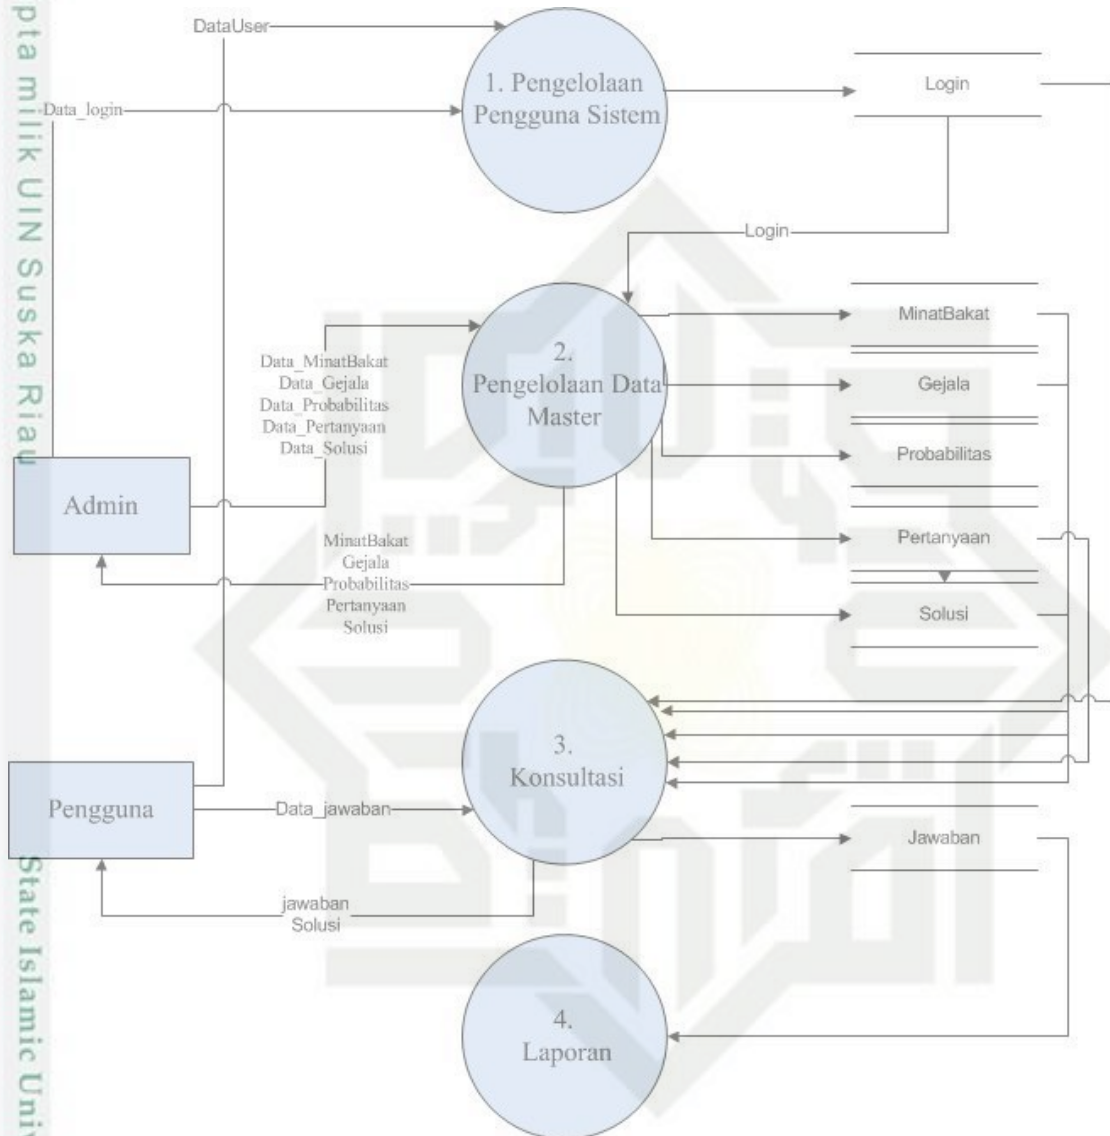 pta milik UIN Suska Riau
State Islamic Univ
DataUser
Data_login
1. Pengelolaan
Pengguna Sistem
Login
Login
2.
Pengelolaan Data
Master
MinatBakat
Gejala
Probabilitas
Pertanyaan
Solusi
Data_MinatBakat
Data_Gejala
Data_Probabilitas
Data_Pertanyaan
Data_Solusi
Admin
MinatBakat
Gejala
Probabilitas
Pertanyaan
Solusi
3.
Konsultasi
Pengguna
Data_jawaban
Jawaban
jawaban
Solusi
4.
Laporan